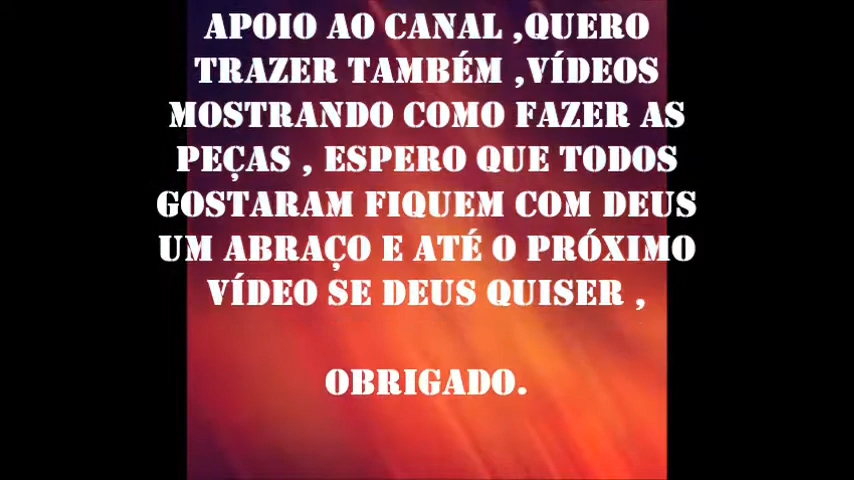 APOIO AO CANAL ,QUERO
TRAZER TAMBÉM ,VÍDEOS
MOSTRANDO COMO FAZER AS
PEÇAS , ESPERO QUE TODOS
GOSTARAM FIQUEM COM DEUS
UM ABRAÇO E ATÉ O PRÓXIMO
VÍDEO SE DEUS QUISER ,
OBRIGADO.